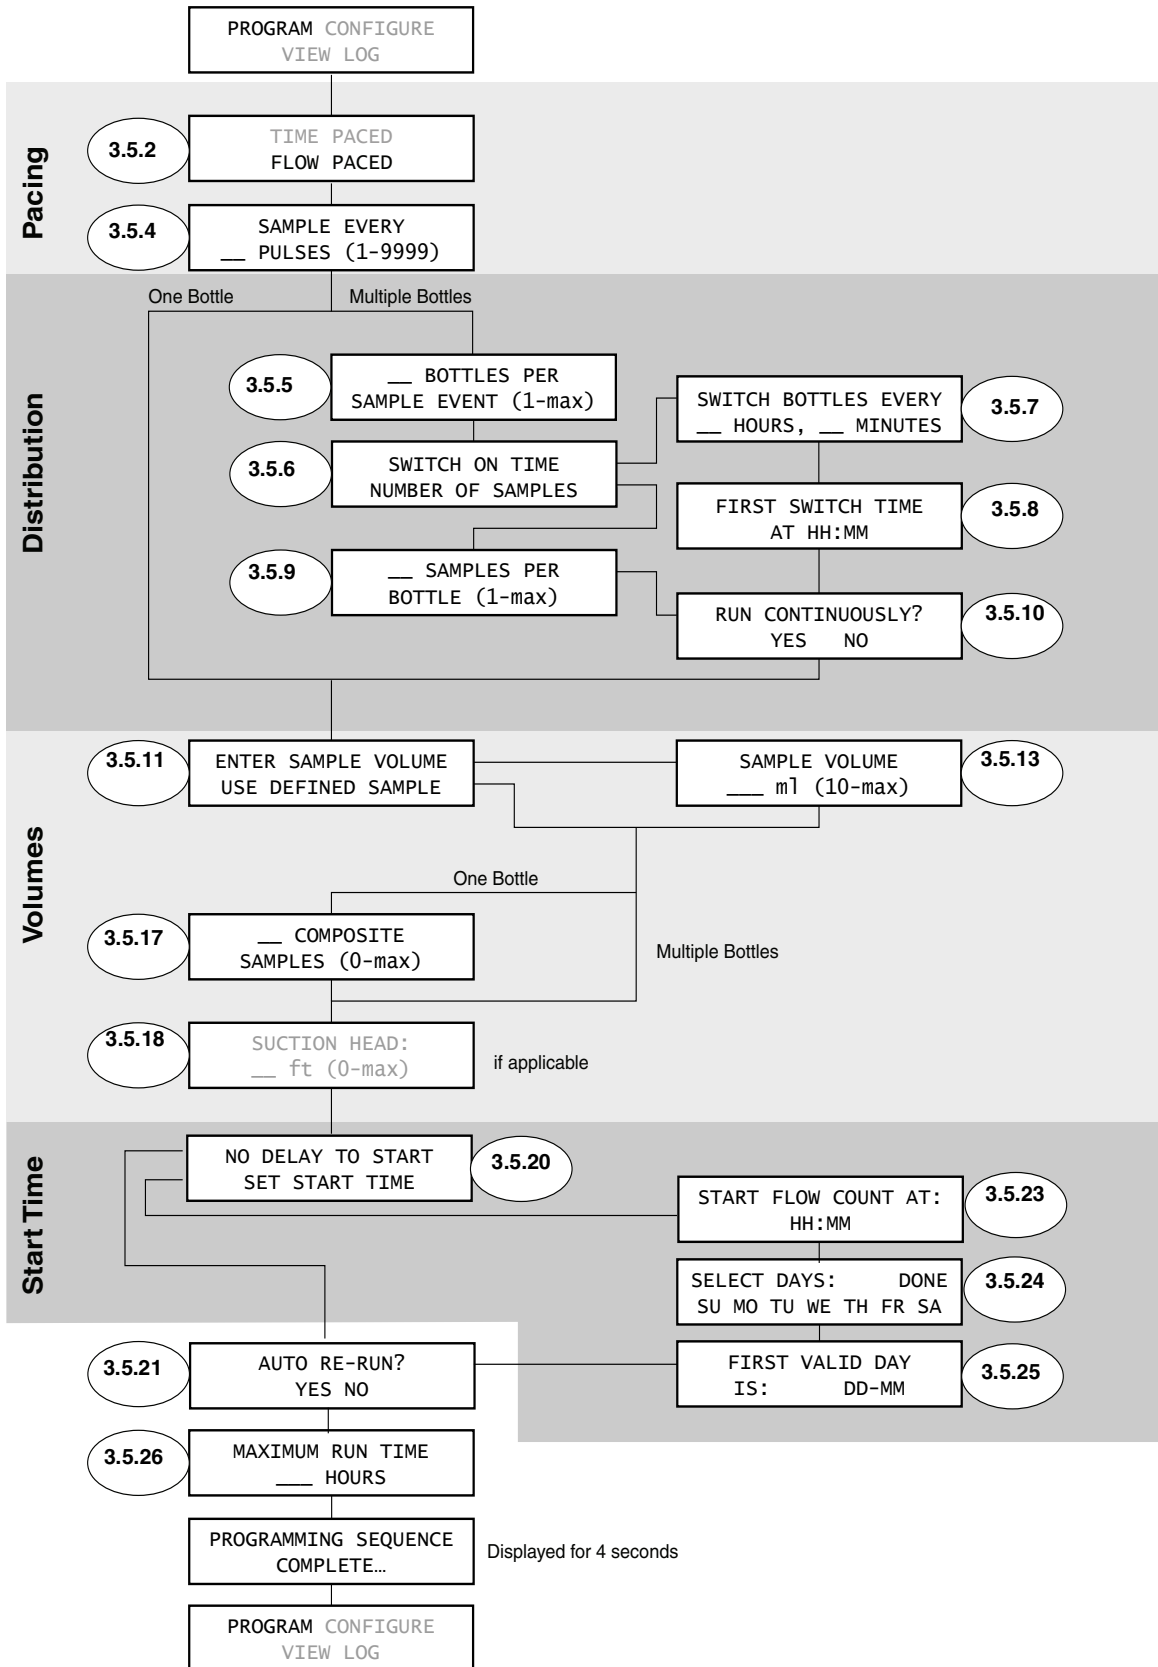 PROGRAM CONFIGURE
VIEW LOG
Pacing
3.5.2
TIME PACED
FLOW PACED
3.5.4
SAMPLE EVERY
__ PULSES (1-9999)
Distribution
One Bottle
Multiple Bottles
3.5.5
__ BOTTLES PER
SAMPLE EVENT (1-max)
3.5.6
SWITCH ON TIME
NUMBER OF SAMPLES
3.5.9
__ SAMPLES PER
BOTTLE (1-max)
SWITCH BOTTLES EVERY
__ HOURS, __ MINUTES
3.5.7
FIRST SWITCH TIME
AT HH:MM
3.5.8
RUN CONTINUOUSLY?
YES NO
3.5.10
Volumes
3.5.11
ENTER SAMPLE VOLUME
USE DEFINED SAMPLE
SAMPLE VOLUME
___ ml (10-max)
3.5.13
One Bottle
Multiple Bottles
3.5.17
__ COMPOSITE
SAMPLES (0-max)
3.5.18
SUCTION HEAD:
__ ft (0-max)
if applicable
Start Time
NO DELAY TO START
SET START TIME
3.5.20
START FLOW COUNT AT:
HH:MM
3.5.23
SELECT DAYS: DONE
SU MO TU WE TH FR SA
3.5.24
FIRST VALID DAY
IS: DD-MM
3.5.25
3.5.21
AUTO RE-RUN?
YES NO
3.5.26
MAXIMUM RUN TIME
___ HOURS
PROGRAMMING SEQUENCE
COMPLETE…
Displayed for 4 seconds
PROGRAM CONFIGURE
VIEW LOG